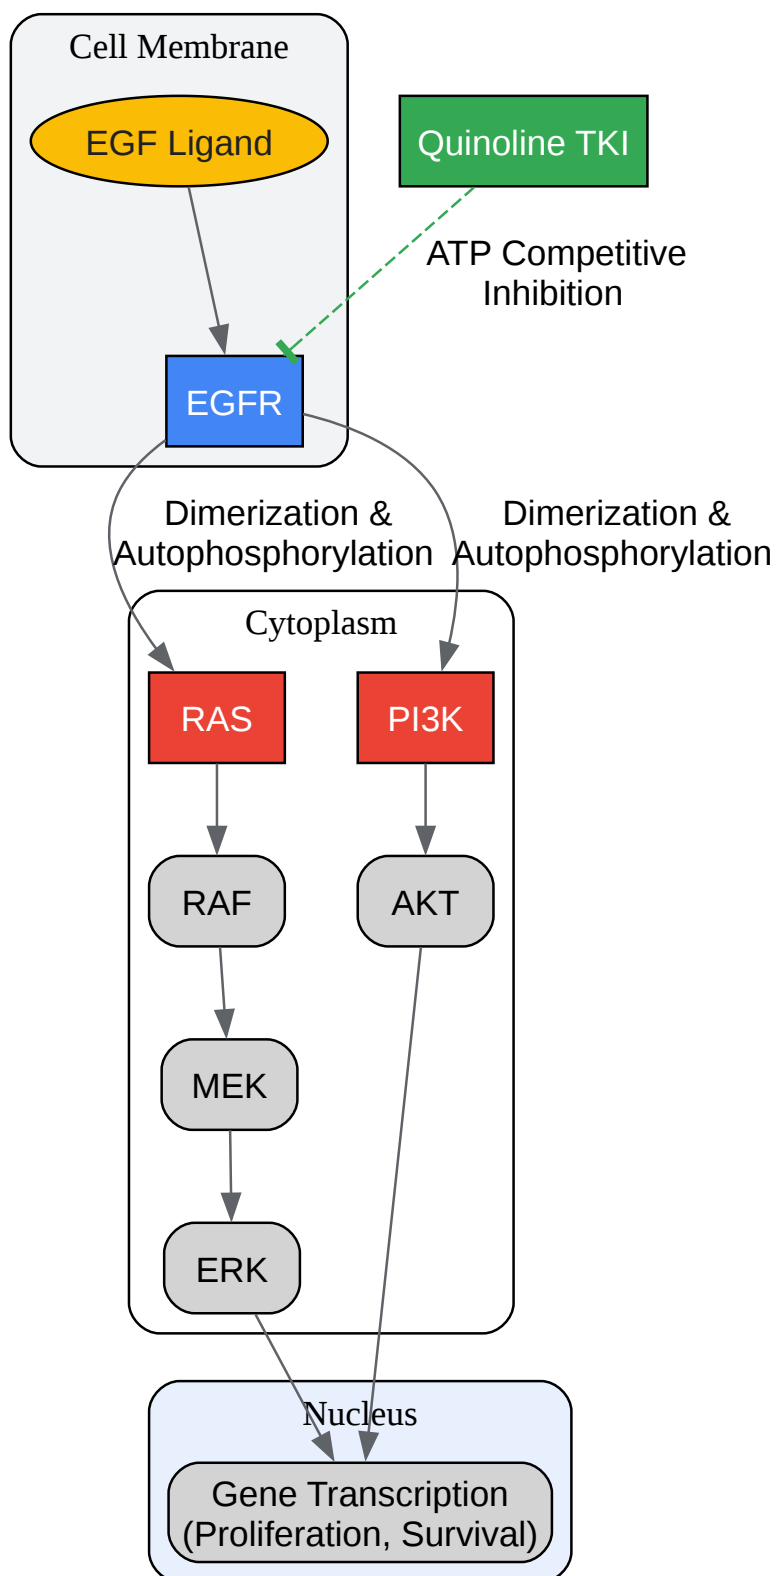 Cell Membrane
EGF Ligand
Quinoline TKI
ATP Competitive
Inhibition
EGFR
Dimerization &
Autophosphorylation
Dimerization &
Autophosphorylation
Cytoplasm
RAS
PI3K
RAF
AKT
MEK
ERK
Nucleus
Gene Transcription
(Proliferation, Survival)